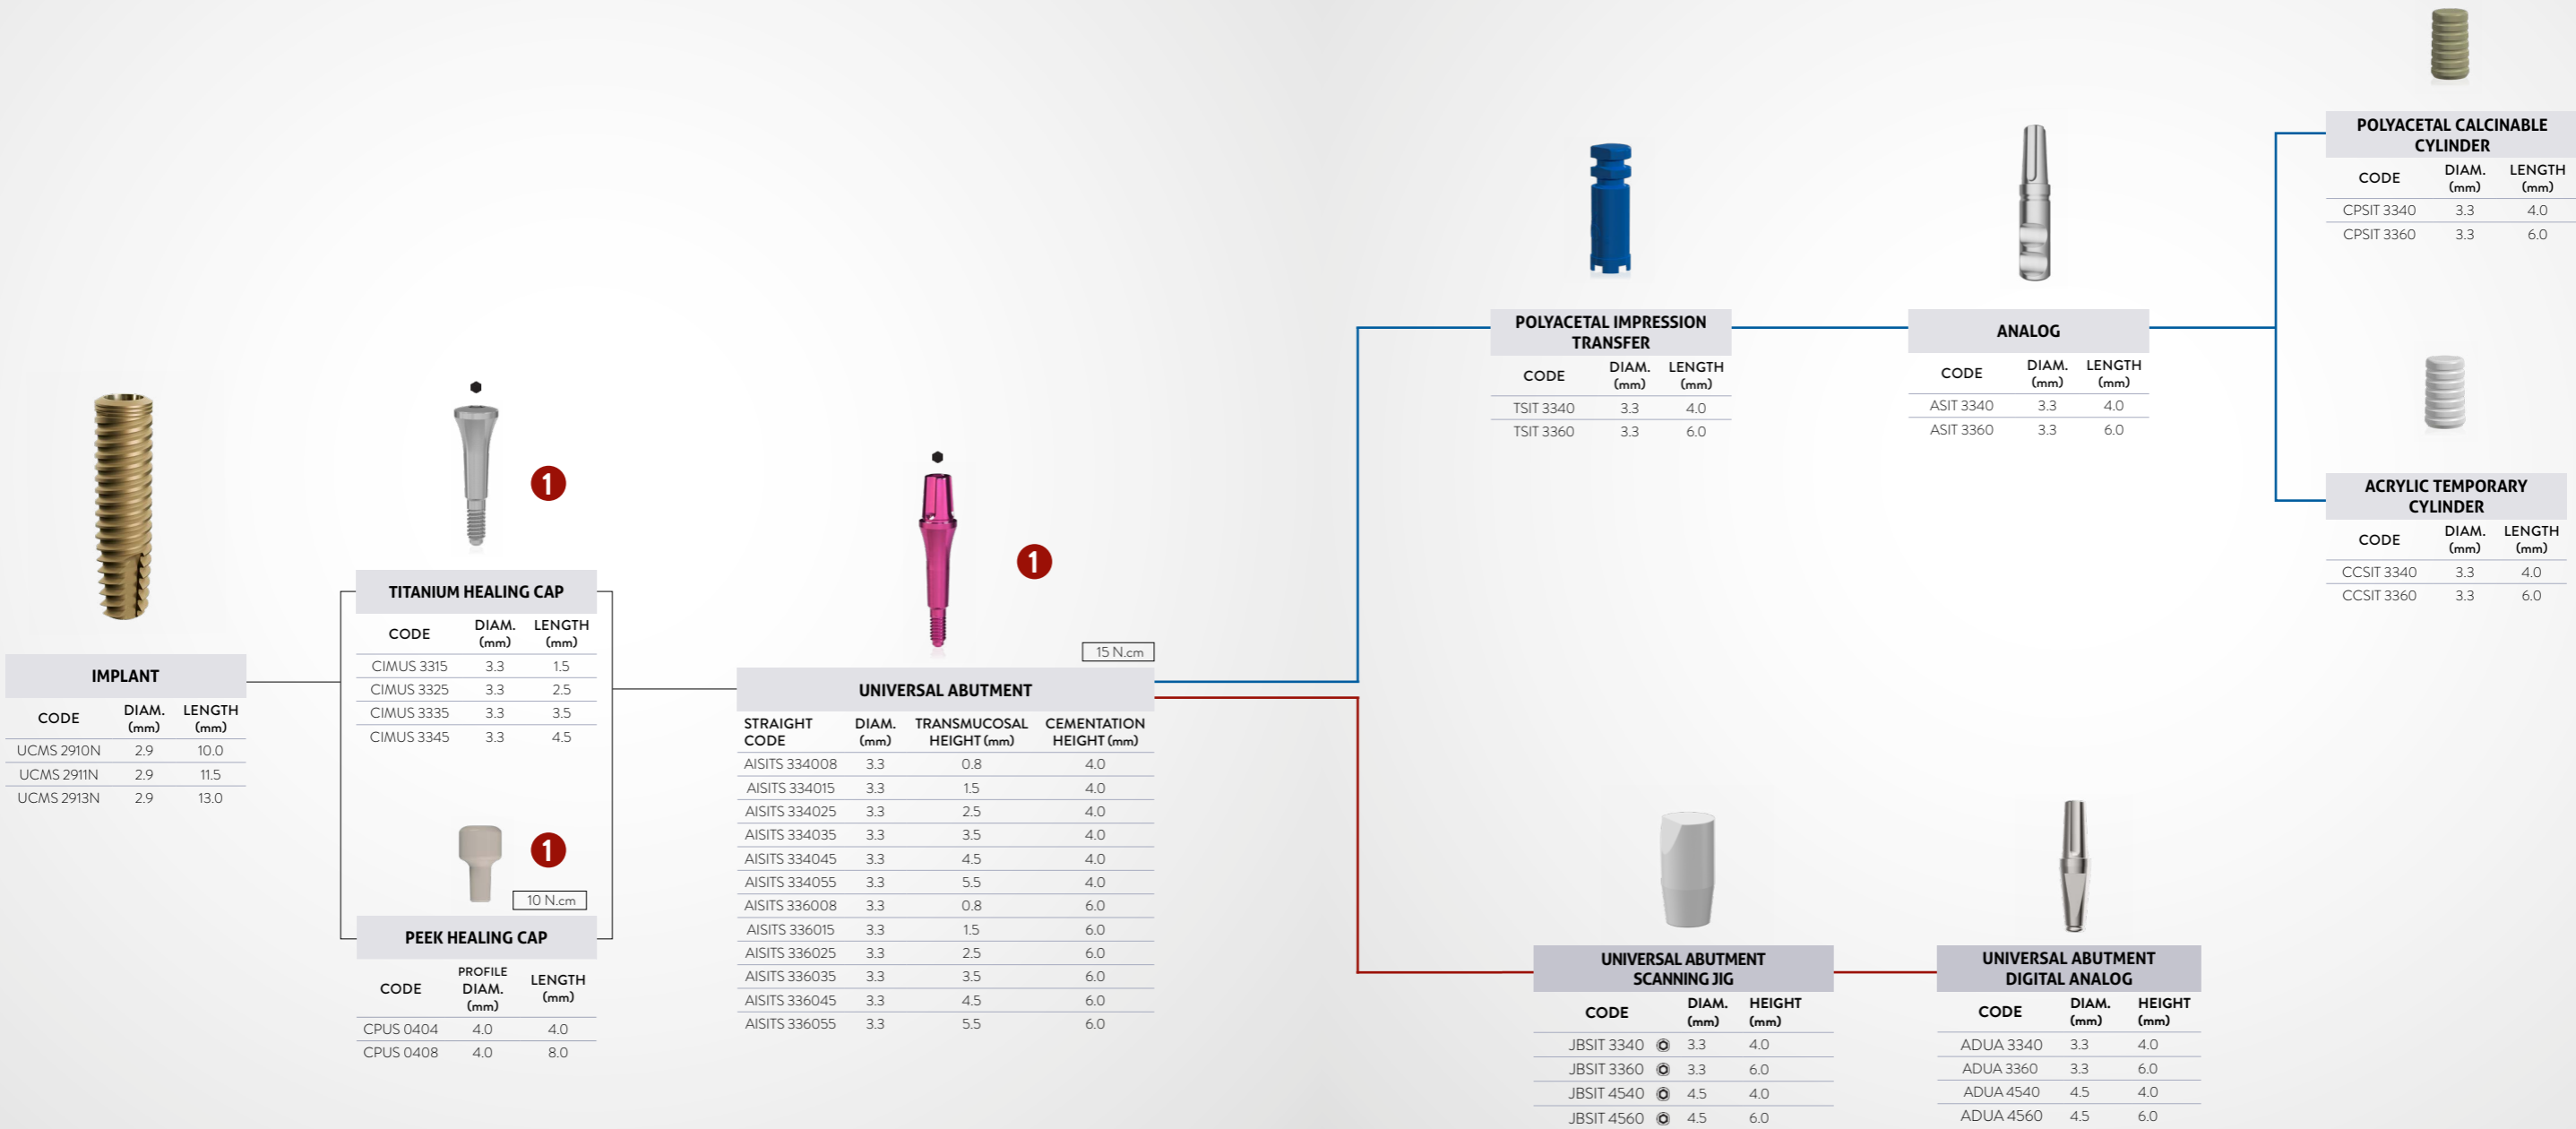 IMPLANT
CODE DIAM. (mm) LENGTH (mm)
UCMS 2910N 2.9 10.0
UCMS 2911N 2.9 11.5
UCMS 2913N 2.9 13.0
1
TITANIUM HEALING CAP
CODE DIAM. (mm) LENGTH (mm)
CIMUS 3315 3.3 1.5
CIMUS 3325 3.3 2.5
CIMUS 3335 3.3 3.5
CIMUS 3345 3.3 4.5
1
10 N.cm
PEEK HEALING CAP
CODE PROFILE DIAM. (mm) LENGTH (mm)
CPUS 0404 4.0 4.0
CPUS 0408 4.0 8.0
1
15 N.cm
UNIVERSAL ABUTMENT
STRAIGHT CODE DIAM. (mm) TRANSMUCOSAL HEIGHT (mm) CEMENTATION HEIGHT (mm)
AISITS 334008 3.3 0.8 4.0
AISITS 334015 3.3 1.5 4.0
AISITS 334025 3.3 2.5 4.0
AISITS 334035 3.3 3.5 4.0
AISITS 334045 3.3 4.5 4.0
AISITS 334055 3.3 5.5 4.0
AISITS 336008 3.3 0.8 6.0
AISITS 336015 3.3 1.5 6.0
AISITS 336025 3.3 2.5 6.0
AISITS 336035 3.3 3.5 6.0
AISITS 336045 3.3 4.5 6.0
AISITS 336055 3.3 5.5 6.0
POLYACETAL IMPRESSION
TRANSFER
CODE DIAM. (mm) LENGTH (mm)
TSIT 3340 3.3 4.0
TSIT 3360 3.3 6.0
ANALOG
CODE DIAM. (mm) LENGTH (mm)
ASIT 3340 3.3 4.0
ASIT 3360 3.3 6.0
POLYACETAL CALCINABLE
CYLINDER
CODE DIAM. (mm) LENGTH (mm)
CPSIT 3340 3.3 4.0
CPSIT 3360 3.3 6.0
ACRYLIC TEMPORARY
CYLINDER
CODE DIAM. (mm) LENGTH (mm)
CCSIT 3340 3.3 4.0
CCSIT 3360 3.3 6.0
UNIVERSAL ABUTMENT
SCANNING JIG
CODE DIAM. (mm) HEIGHT (mm)
JBSIT 3340 3.3 4.0
JBSIT 3360 3.3 6.0
JBSIT 4540 4.5 4.0
JBSIT 4560 4.5 6.0
UNIVERSAL ABUTMENT
DIGITAL ANALOG
CODE DIAM. (mm) HEIGHT (mm)
ADUA 3340 3.3 4.0
ADUA 3360 3.3 6.0
ADUA 4540 4.5 4.0
ADUA 4560 4.5 6.0